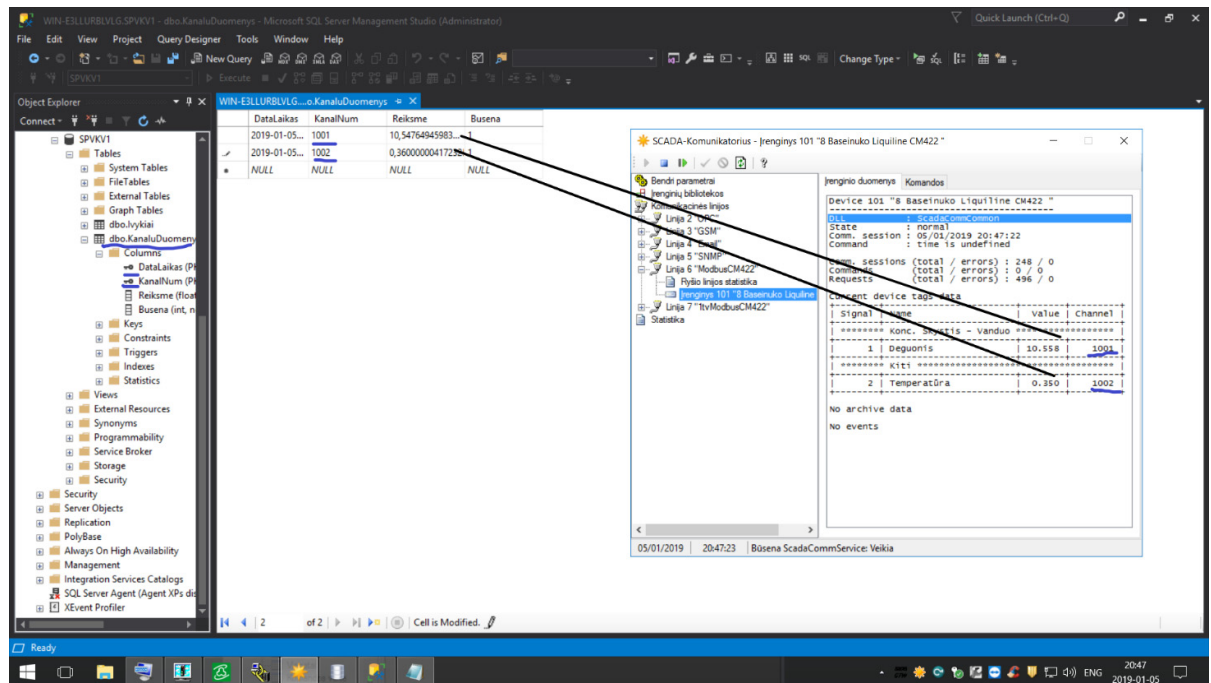 WIN-E3LLURBLVLG.SPVKV1 - dbo.KanaluDuomenys - Microsoft SQL Server Management Studio (Administrator)
Quick Launch (Ctrl+Q)
File Edit View Project Query Designer Tools Window Help
New Query
Change Type
SPVKV1
Execute
Object Explorer
WIN-E3LLURBLVLG....o.KanaluDuomenys
Connect
SPVKV1
Tables
System Tables
FileTables
External Tables
Graph Tables
dbo.Ivykiai
dbo.KanaluDuomeny
Columns
DataLaikas (P
KanalNum (P
Reiksme (float
Busena (int, n
Keys
Constraints
Triggers
Indexes
Statistics
Views
External Resources
Synonyms
Programmability
Service Broker
Storage
Security
Security
Server Objects
Replication
PolyBase
Always On High Availability
Management
Integration Services Catalogs
SQL Server Agent (Agent XPs dis
XEvent Profiler
DataLaikas KanalNum Reiksme Busena
2019-01-05... 1001 10,54764945983... 1
2019-01-05... 1002 1
NULL NULL NULL NULL
2 of 2 Cell is Modified.
SCADA-Komunikatorius - Įrenginys 101 "8 Baseinuko Liquiline CM422 "
Bendri parametrai
Įrenginių bibliotekos
Komunikacinės linijos
Linija 2 "OPC"
Linija 3 "GSM"
Linija 4 "Email"
Linija 5 "SNMP"
Linija 6 "ModbusCM422"
Ryšio linijos statistika
Įrenginys 101 "8 Baseinuko Liquiline
Linija 7 "1tvModbusCM422"
Statistika
Įrenginio duomenys Komandos
Device 101 "8 Baseinuko Liquiline CM422 "
DLL : ScadaCommCommon
State : normal
Comm. session : 05/01/2019 20:47:22
Command : time is undefined
Comm. sessions (total / errors) : 248 / 0
Commands (total / errors) : 0 / 0
Requests (total / errors) : 496 / 0
Current device tags data
| Signal | Name | Value | Channel |
| ******* Konc. Skystis - Vanduo ****************** |
| 1 | Deguonis | 10.558 | 1001 |
| ******** Kiti ****************************** |
| 2 | Temperatūra | 0.350 | 1002 |
No archive data
No events
05/01/2019 20:47:23 Būsena ScadaCommService: Veikia
Ready
ENG
20:47
2019-01-05